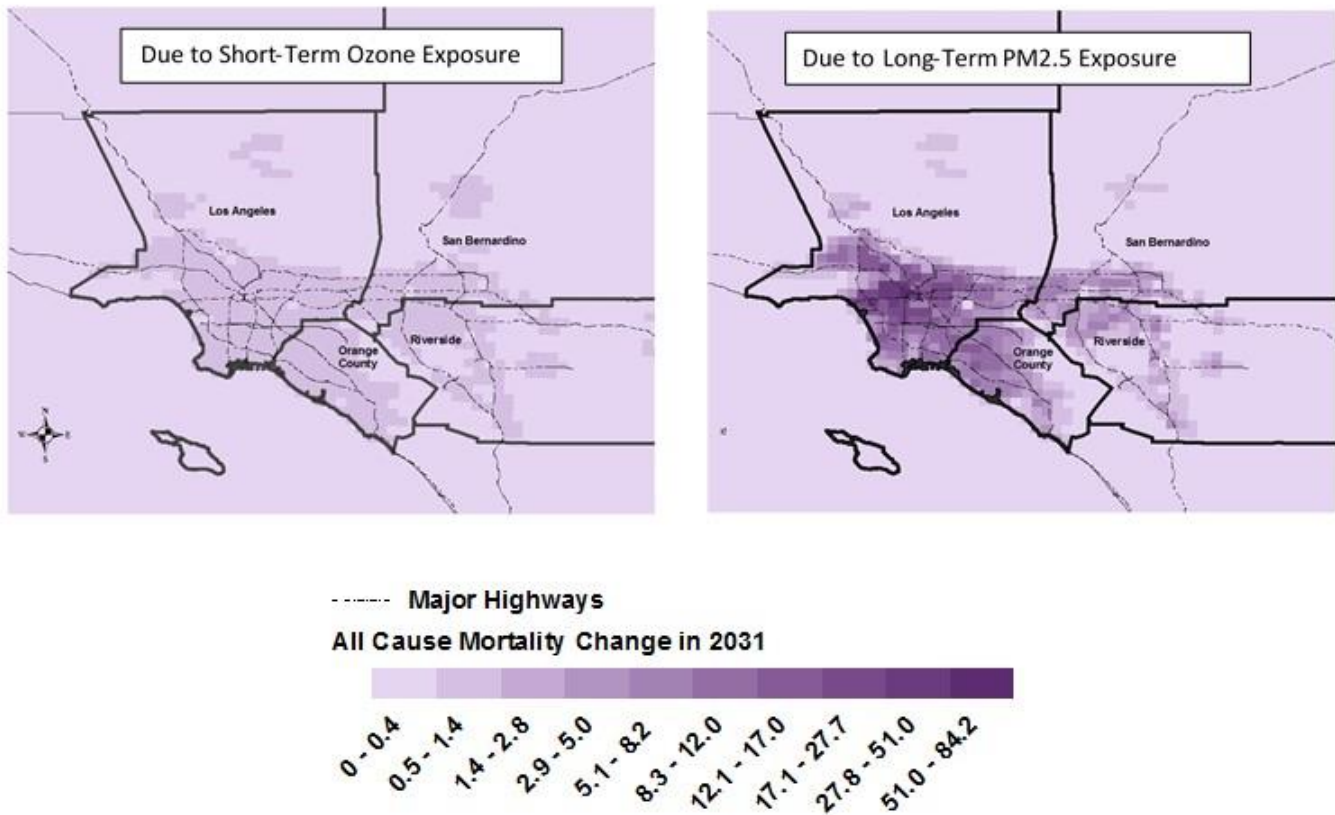 Due to Short-Term Ozone Exposure
Due to Long-Term PM2.5 Exposure
Los Angeles
San Bernardino
Orange
County
Riverside
N
W
E
S
Los Angeles
San Bernardino
Orange
County
Riverside
Major Highways
All Cause Mortality Change in 2031
0 - 0.4
0.5 - 1.4
1.4 - 2.8
2.9 - 5.0
5.1 - 8.2
8.3 - 12.0
12.1 - 17.0
17.1 - 27.7
27.8 - 51.0
51.0 - 84.2